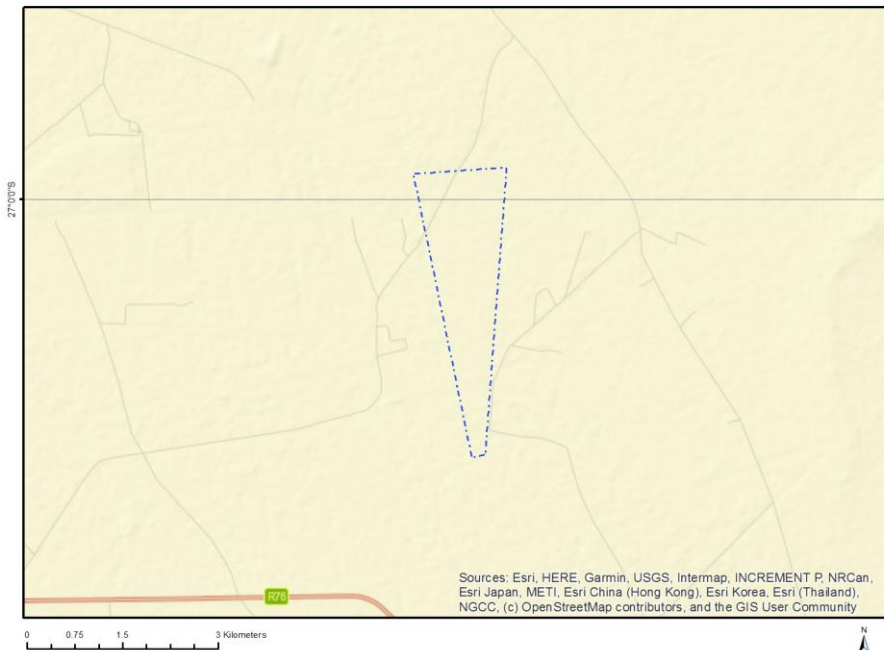 27°0'0"S
R76
Sources: Esri, HERE, Garmin, USGS, Intermap, INCREMENT P, NRCan,
Esri Japan, METI, Esri China (Hong Kong), Esri Korea, Esri (Thailand),
NGCC, (c) OpenStreetMap contributors, and the GIS User Community
0 0.75 1.5 3 Kilometers
N